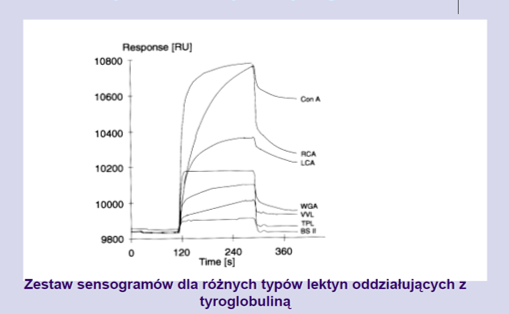 Response [RU]
10800
10600
10400
10200
10000
9800
0 120 240 360
Time [s]
Con A
RCA
LCA
WGA
VVL
TPL
BS II
Zestaw sensogramów dla różnych typów lektyn oddziałujących z
tyroglobuliną